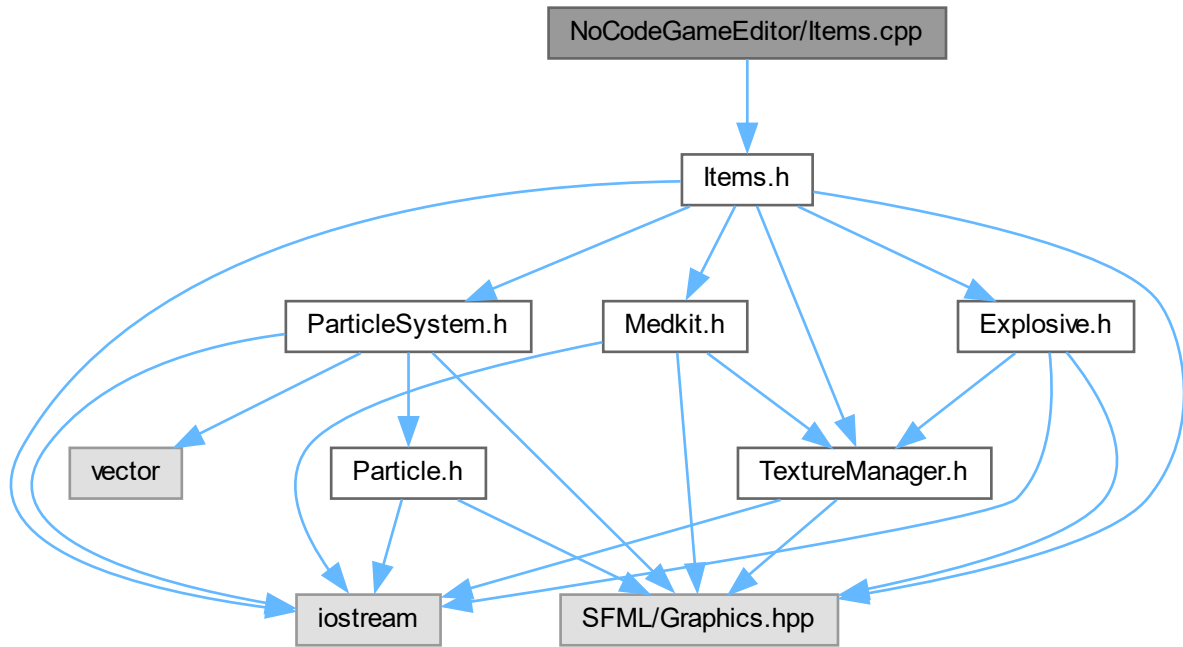 NoCodeGameEditor/Items.cpp
Items.h
ParticleSystem.h
Medkit.h
Explosive.h
vector
Particle.h
TextureManager.h
iostream
SFML/Graphics.hpp